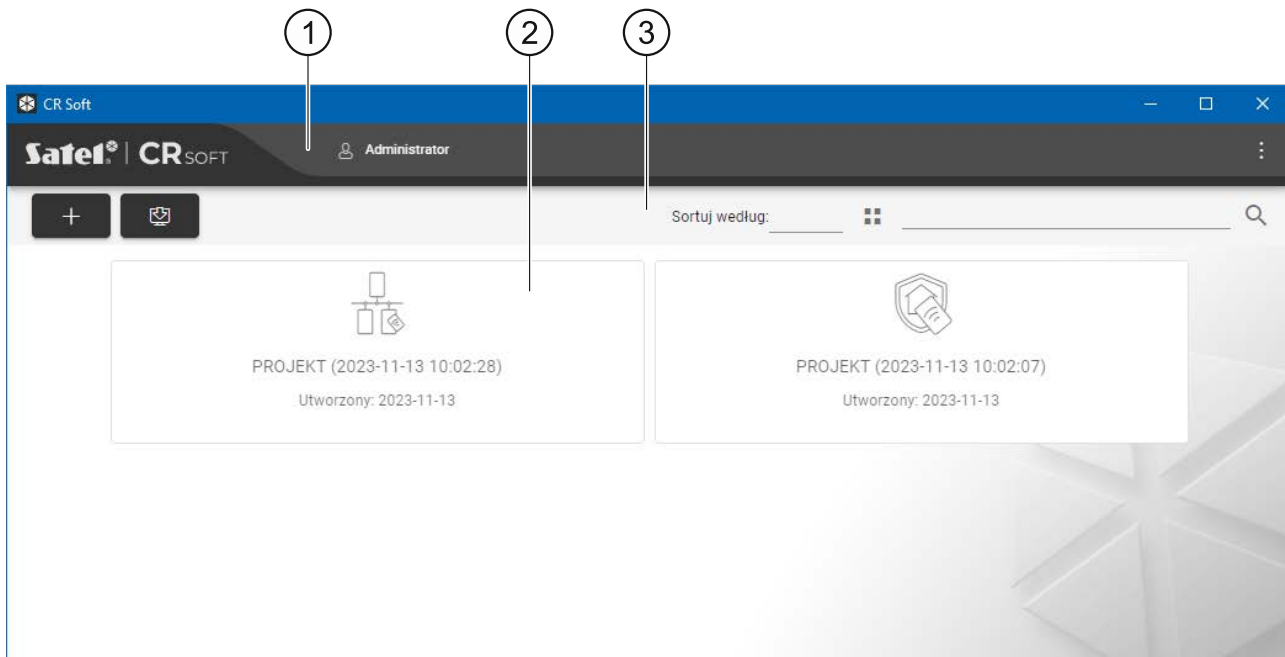 1 2 3
CR Soft
Satel® | CR SOFT
Administrator
Sortuj według:
PROJEKT (2023-11-13 10:02:28)
Utworzony: 2023-11-13
PROJEKT (2023-11-13 10:02:07)
Utworzony: 2023-11-13